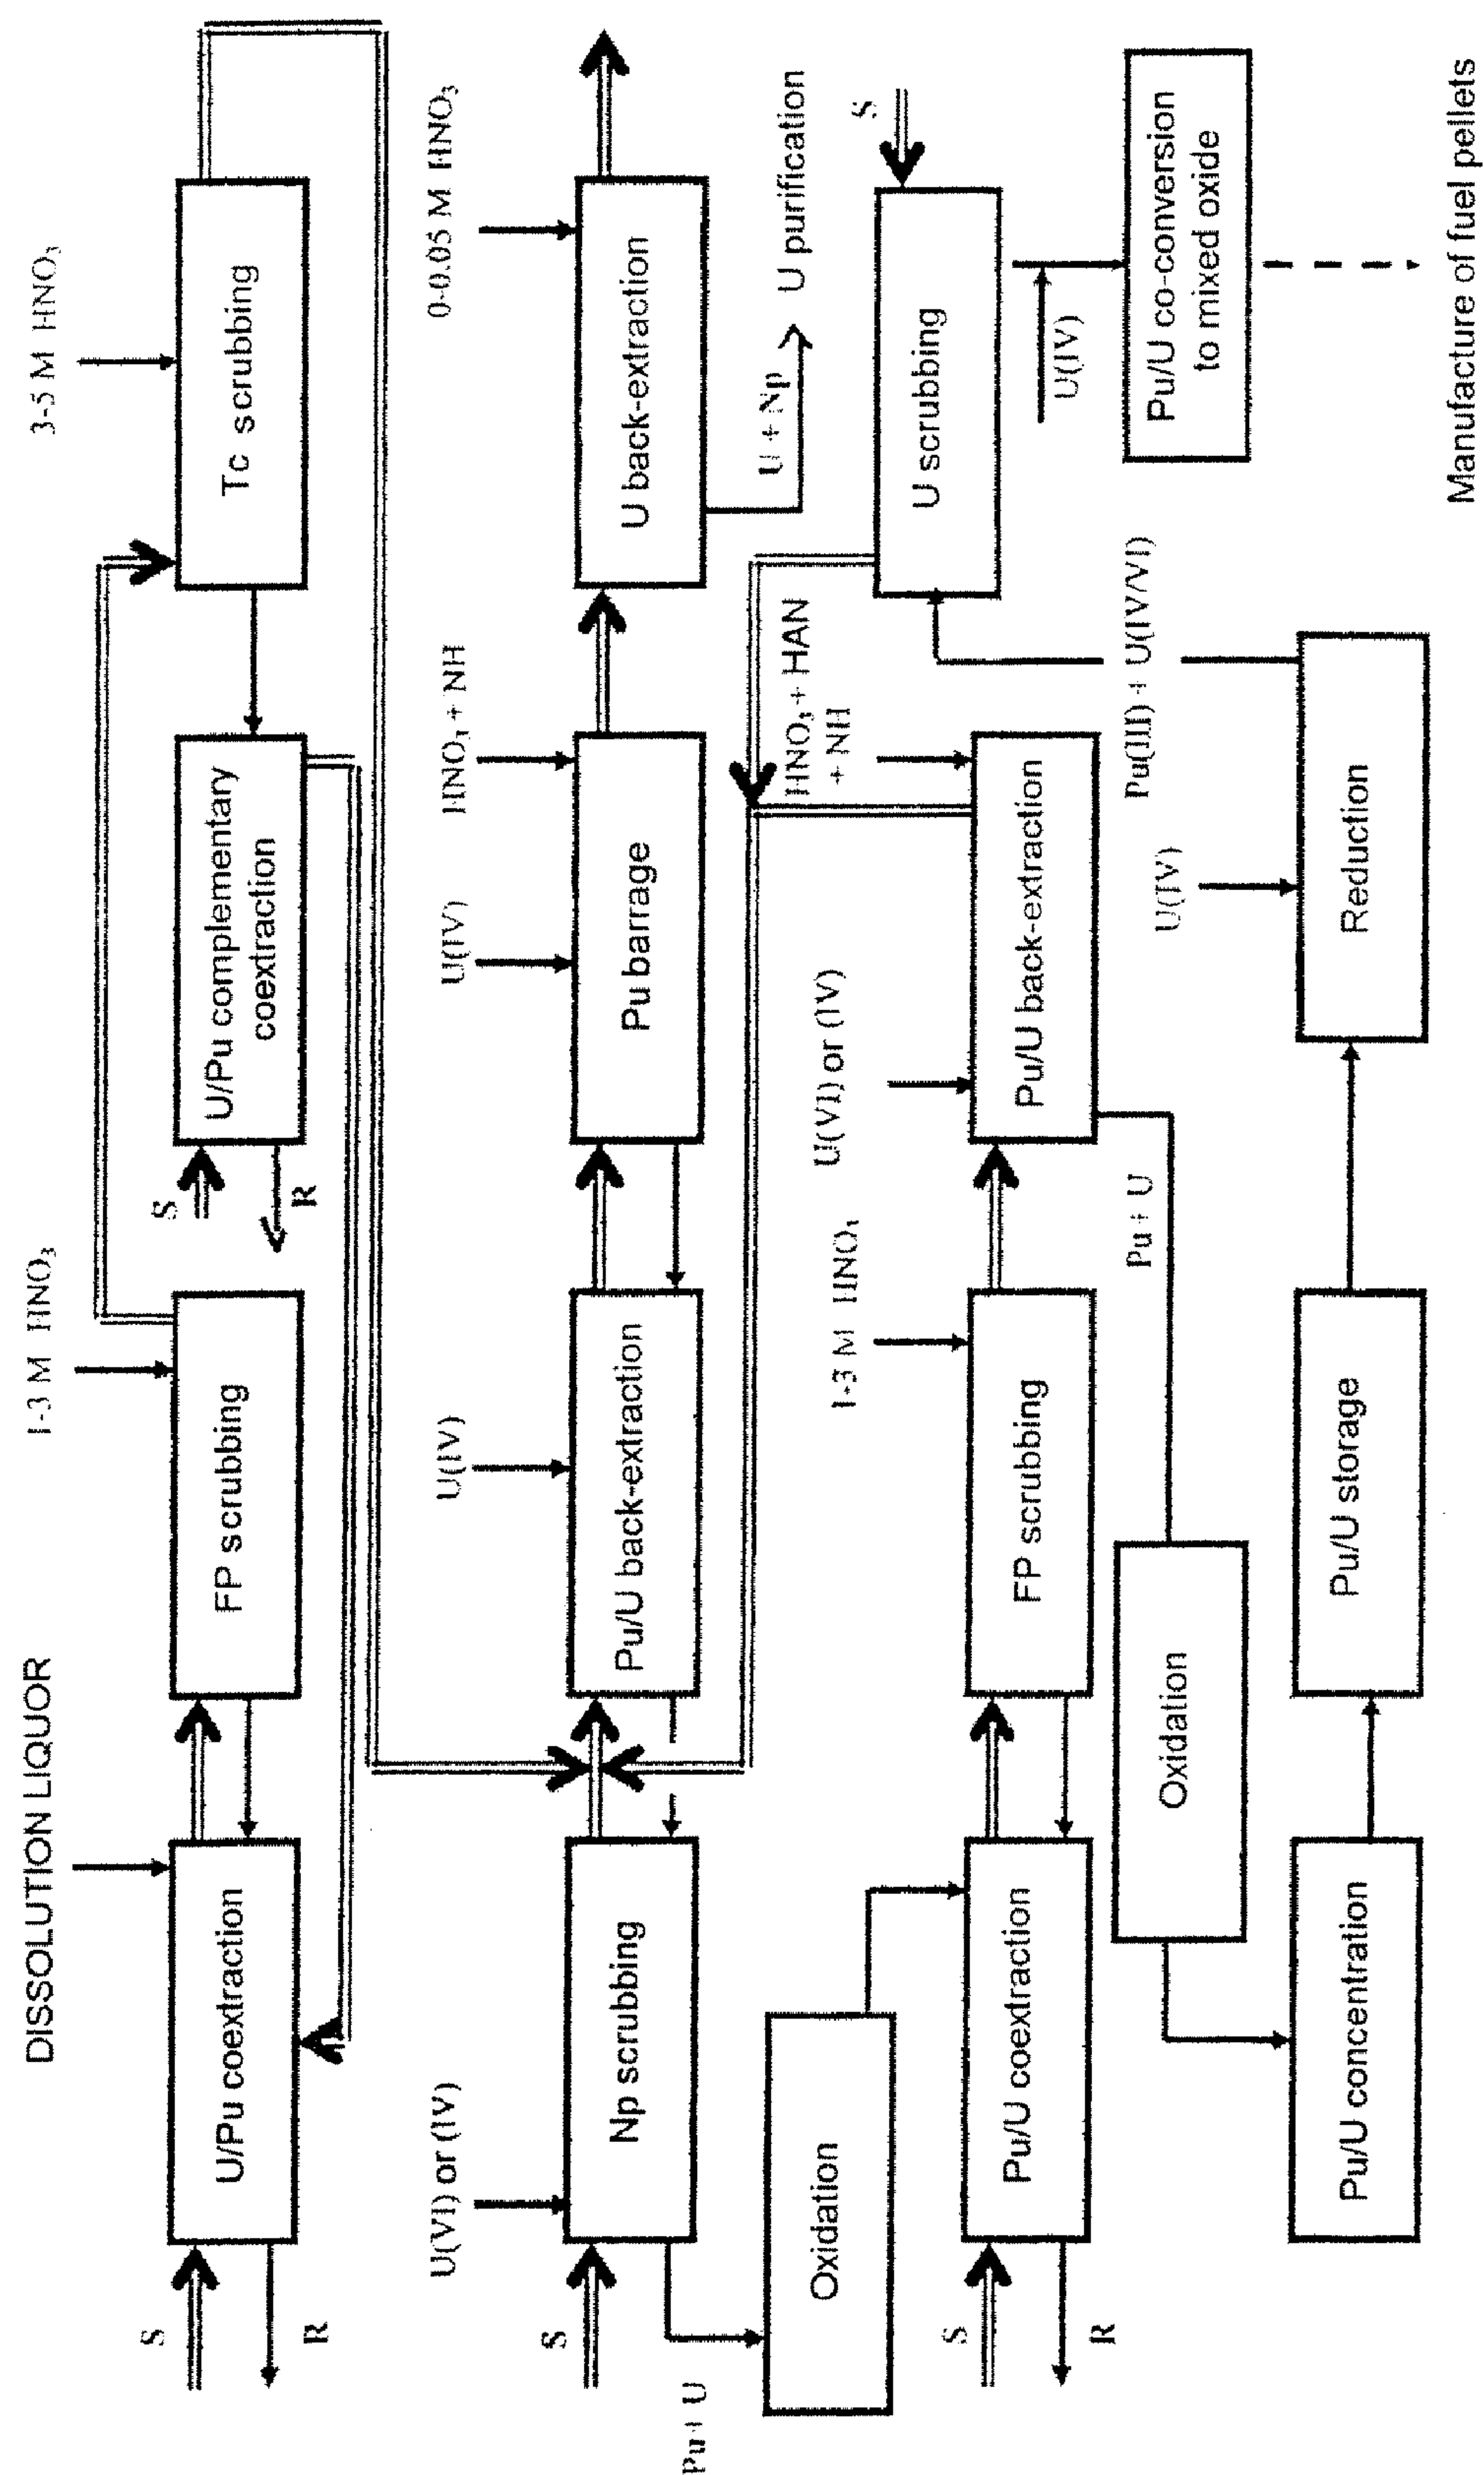 DISSOLUTION LIQUOR
1-3 M HNO3
3-5 M HNO3
S
U/Pu coextraction
R
FP scrubbing
S
U/Pu complementary
coextraction
R
Tc scrubbing
U(VI) or (IV)
U(IV)
U(IV)
HNO3 + NH
0-0.05 M HNO3
S
Np scrubbing
Pu/U back-extraction
Pu barrage
U back-extraction
Pu + U
U + Np
U purification
Oxidation
1-3 M HNO3
U(VI) or (IV)
HNO3 + HAN
+ NH
S
Pu/U coextraction
R
FP scrubbing
Pu/U back-extraction
U scrubbing
S
Pu + U
Oxidation
U(IV)
Pu(III) + U(IV/VI)
U(IV)
Pu/U co-conversion
to mixed oxide
Pu/U concentration
Pu/U storage
Reduction
Manufacture of fuel pellets